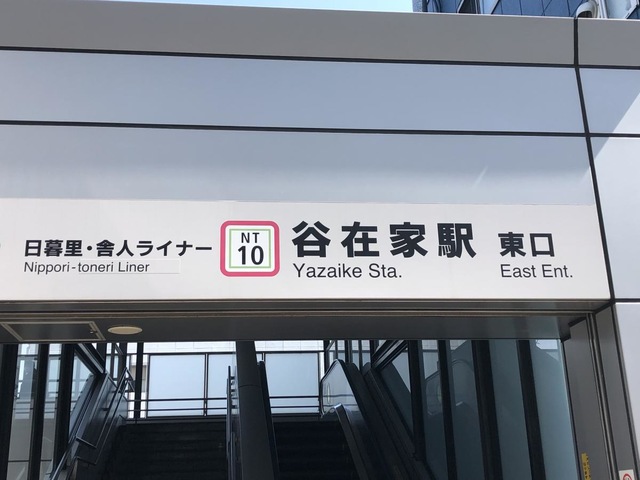 日暮里・舎人ライナー
Nippori-toneri Liner
NT
10
谷在家駅
Yazaike Sta.
東口
East Ent.